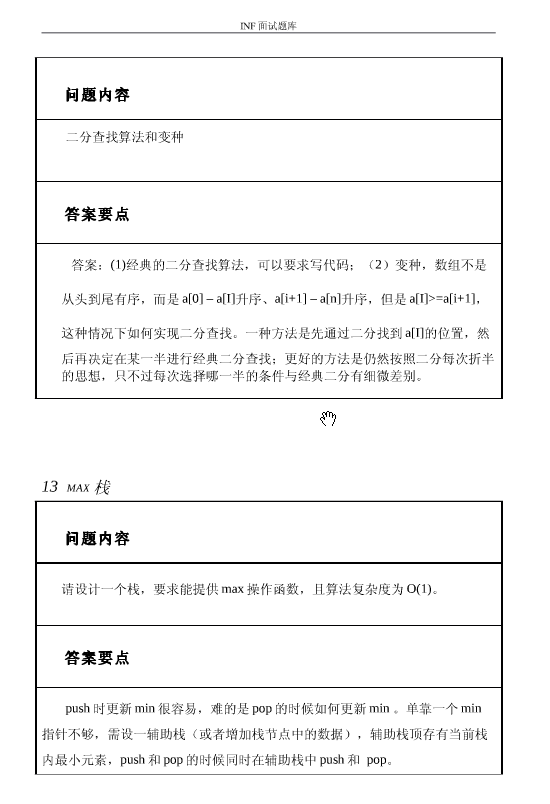 INF 面试题库
问题内容
二分查找算法和变种
答案要点
答案：(1)经典的二分查找算法，可以要求写代码；（2）变种，数组不是
从头到尾有序，而是 a[0] – a[I]升序、a[i+1] – a[n]升序，但是 a[I]>=a[i+1]，
这种情况下如何实现二分查找。一种方法是先通过二分找到 a[I]的位置，然
后再决定在某一半进行经典二分查找；更好的方法是仍然按照二分每次折半
的思想，只不过每次选择哪一半的条件与经典二分有细微差别。
13 MAX 栈
问题内容
请设计一个栈，要求能提供 max 操作函数，且算法复杂度为 O(1)。
答案要点
push 时更新 min 很容易，难的是 pop 的时候如何更新 min 。单靠一个 min
指针不够，需设一辅助栈（或者增加栈节点中的数据），辅助栈顶存有当前栈
内最小元素，push 和 pop 的时候同时在辅助栈中 push 和 pop。